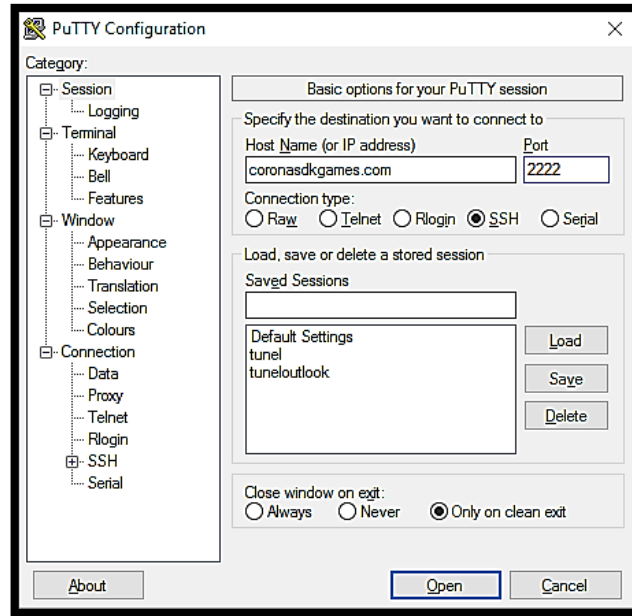 PuTTY Configuration
Category:
Session
Logging
Terminal
Keyboard
Bell
Features
Window
Appearance
Behaviour
Translation
Selection
Colours
Connection
Data
Proxy
Telnet
Rlogin
SSH
Serial
Basic options for your PuTTY session
Specify the destination you want to connect to
Host Name (or IP address) Port
coronasdkgames.com 2222
Connection type:
Raw Telnet Rlogin SSH Serial
Load, save or delete a stored session
Saved Sessions
Default Settings
tunel
tuneloutlook
Load
Save
Delete
Close window on exit:
Always Never Only on clean exit
About Open Cancel